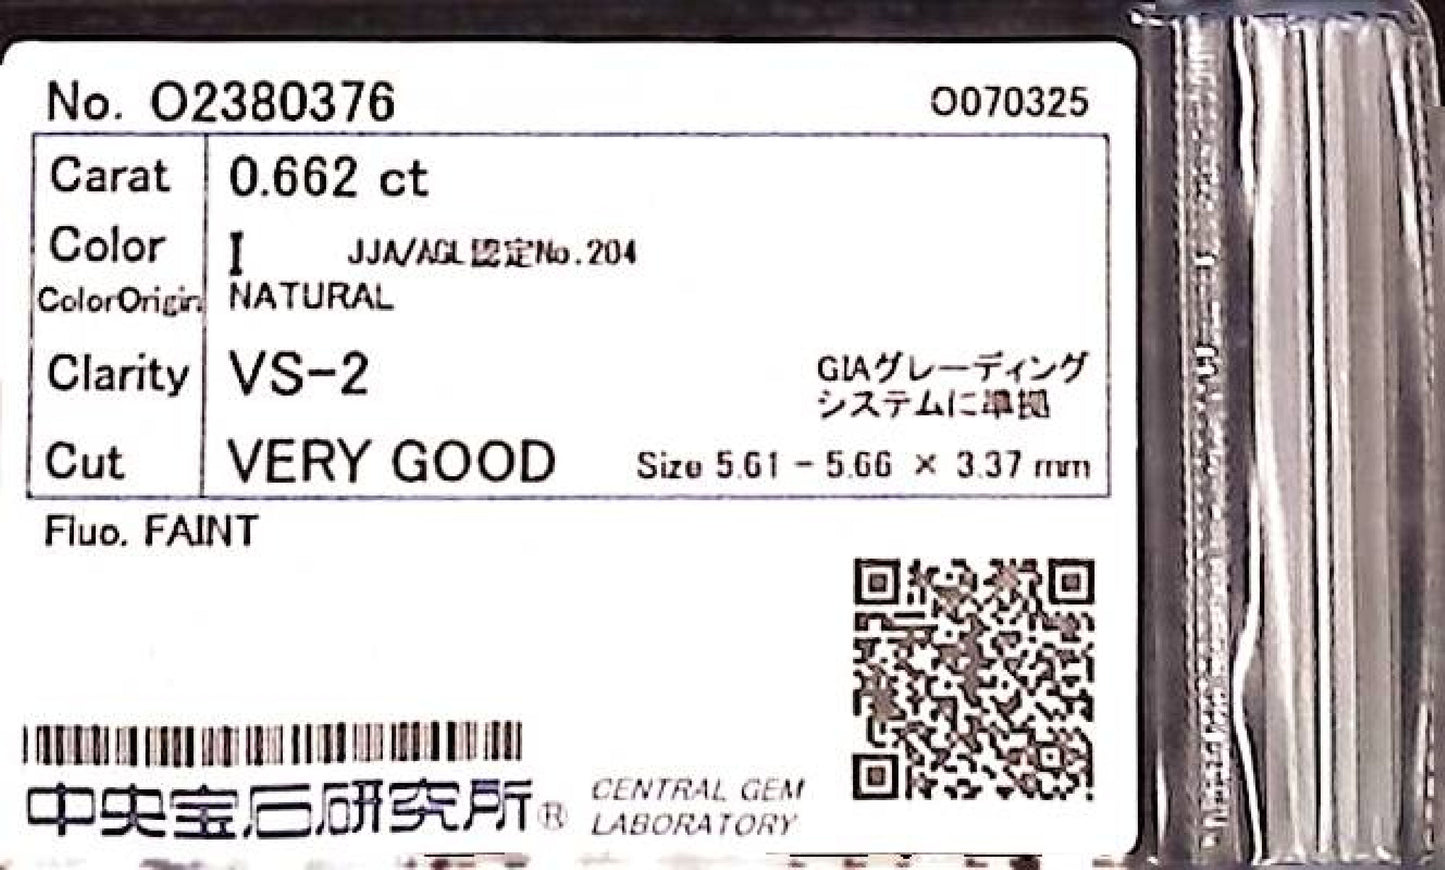 No. O2380376
O070325
Carat 0.662 ct
Color I JJA/AGL認定No.204
ColorOrigin NATURAL
Clarity VS-2
GIAグレーディング
システムに準拠
Cut VERY GOOD Size 5.61 - 5.66 × 3.37 mm
Fluo. FAINT
中央宝石研究所®
CENTRAL GEM
LABORATORY